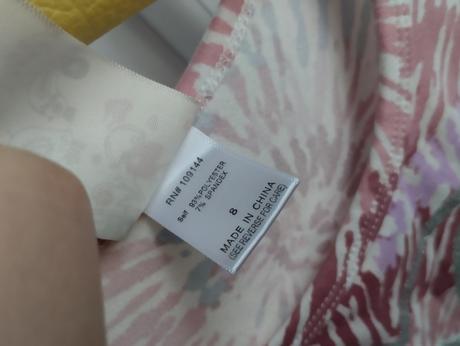 RN# 109144
Self 93% POLYESTER
7% SPANDEX
8
MADE IN CHINA
(SEE REVERSE FOR CARE)